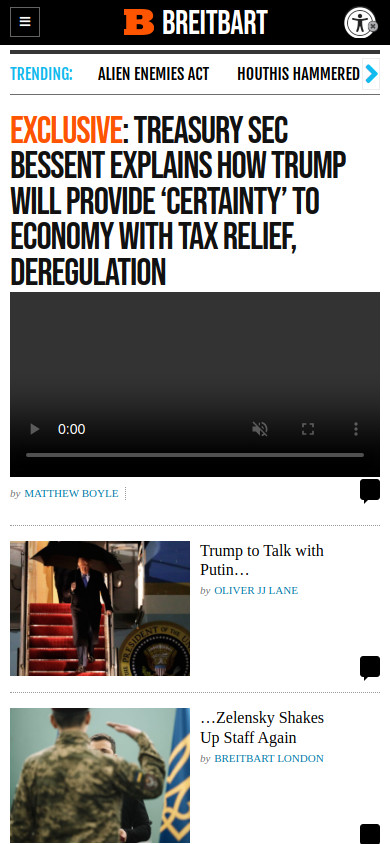 BREITBART
TRENDING:
ALIEN ENEMIES ACT
HOUTHIS HAMMERED
EXCLUSIVE: TREASURY SEC
BESSENT EXPLAINS HOW TRUMP
WILL PROVIDE ‘CERTAINTY’ TO
ECONOMY WITH TAX RELIEF,
DEREGULATION
0:00
by MATTHEW BOYLE
Trump to Talk with
Putin…
by OLIVER JJ LANE
…Zelensky Shakes
Up Staff Again
by BREITBART LONDON